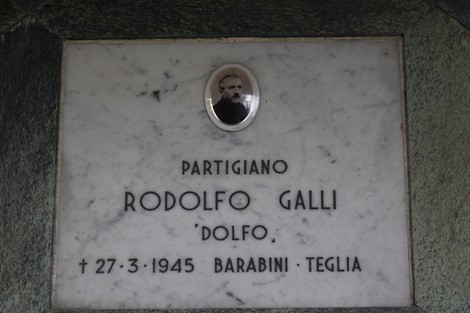 PARTIGIANO
RODOLFO GALLI
"DOLFO„
† 27·3·1945 BARABINI·TEGLIA